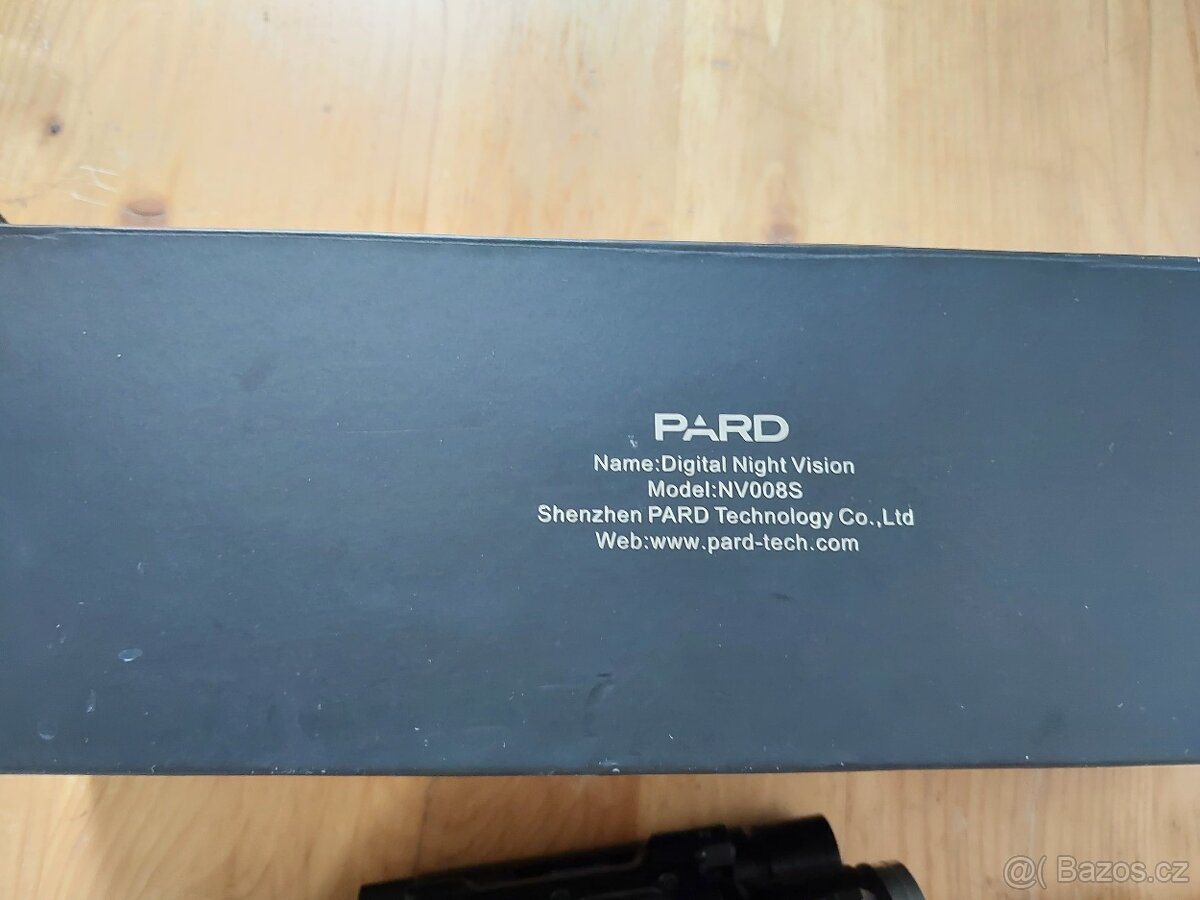 PARD
Name:Digital Night Vision
Model:NV008S
Shenzhen PARD Technology Co.,Ltd
Web:www.pard-tech.com
@( Bazos.cz